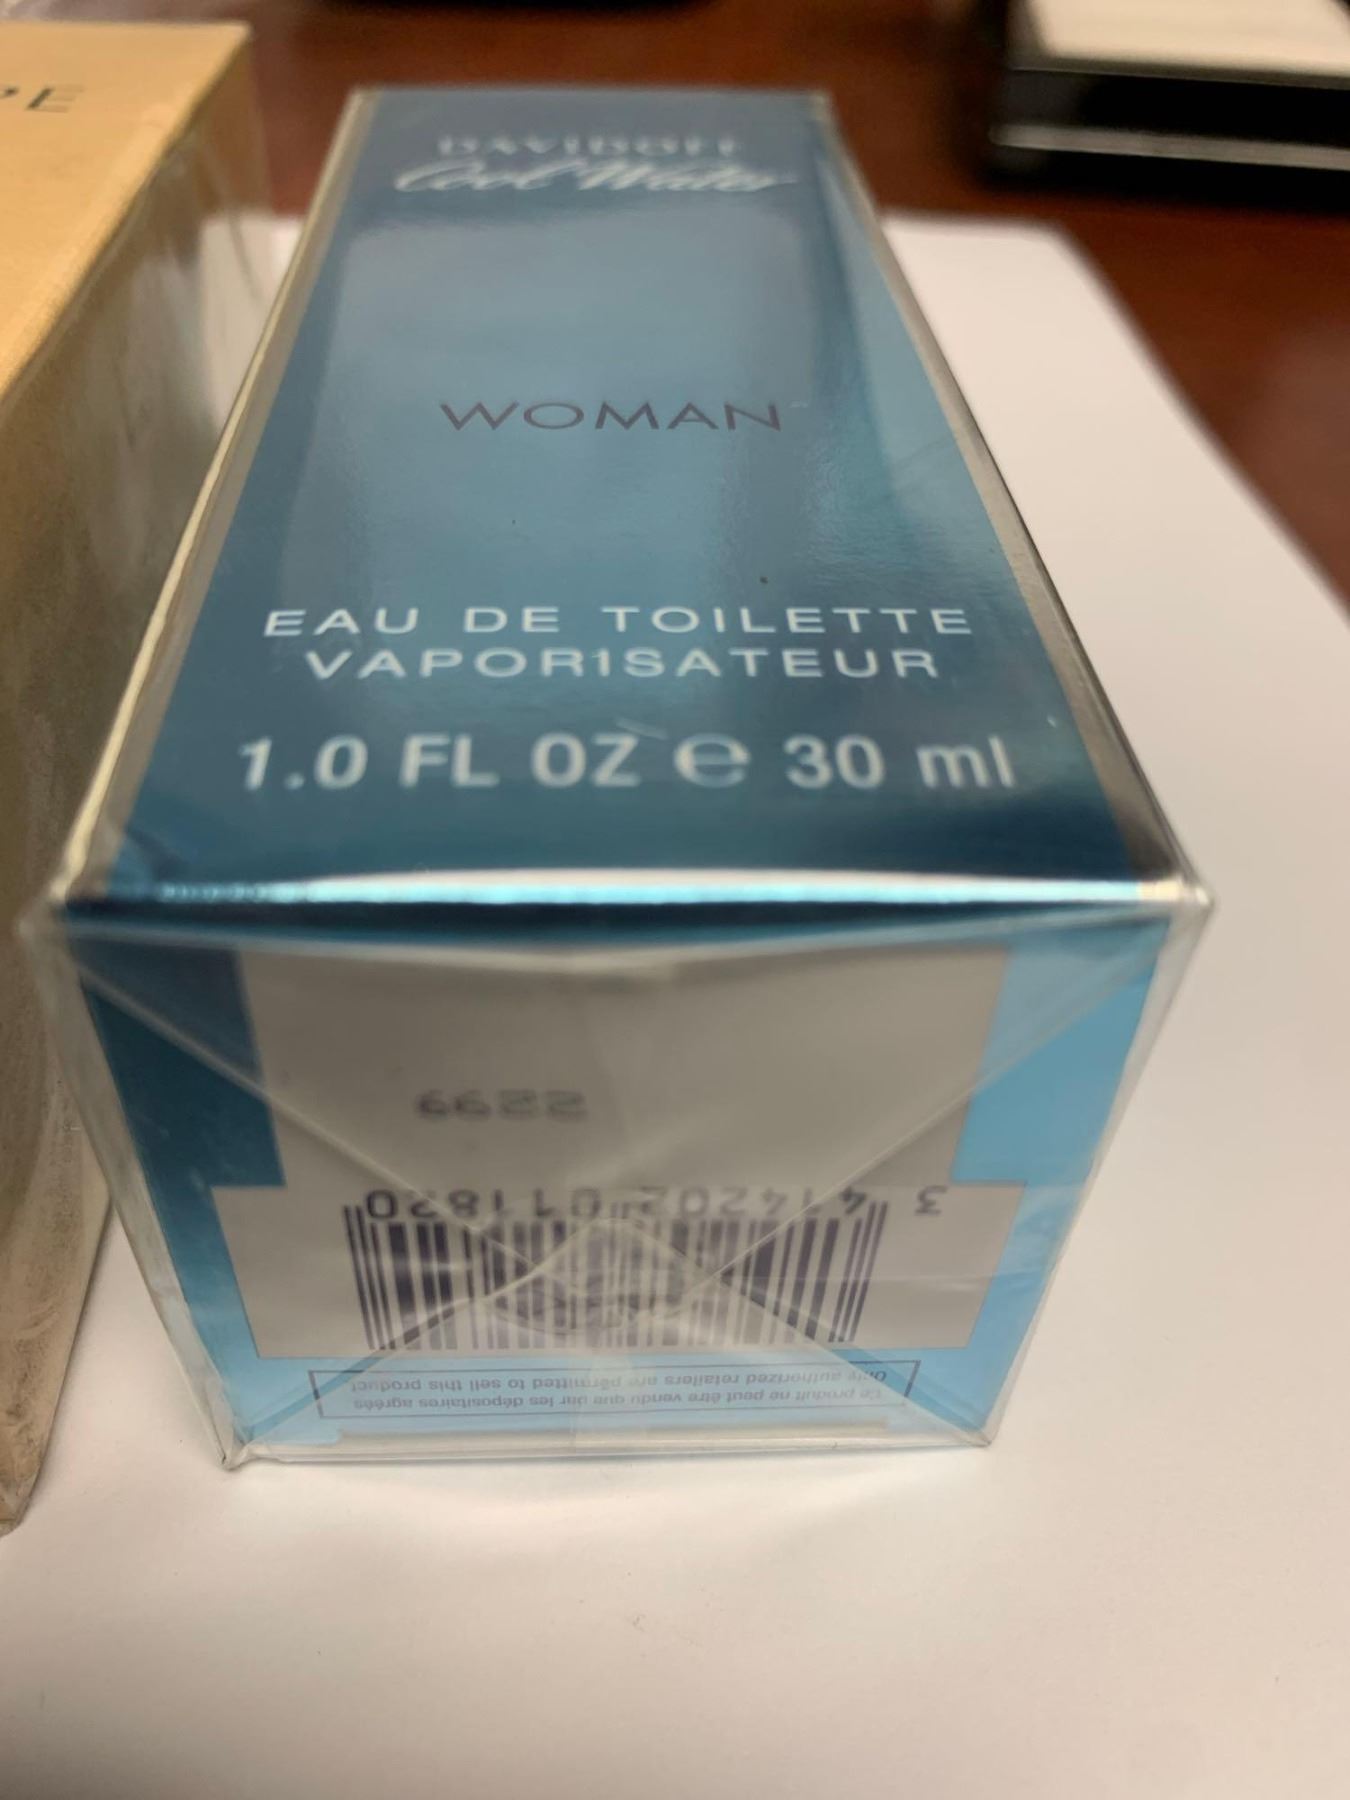 DAVIDOFF
Cool Water
WOMAN
EAU DE TOILETTE
VAPORISATEUR
1.0 FL OZ e 30 ml
Ce produit ne peut être vendu que par les dépositaires agréés
Only authorized retailers are permitted to sell this product
3 414202 011820
2299